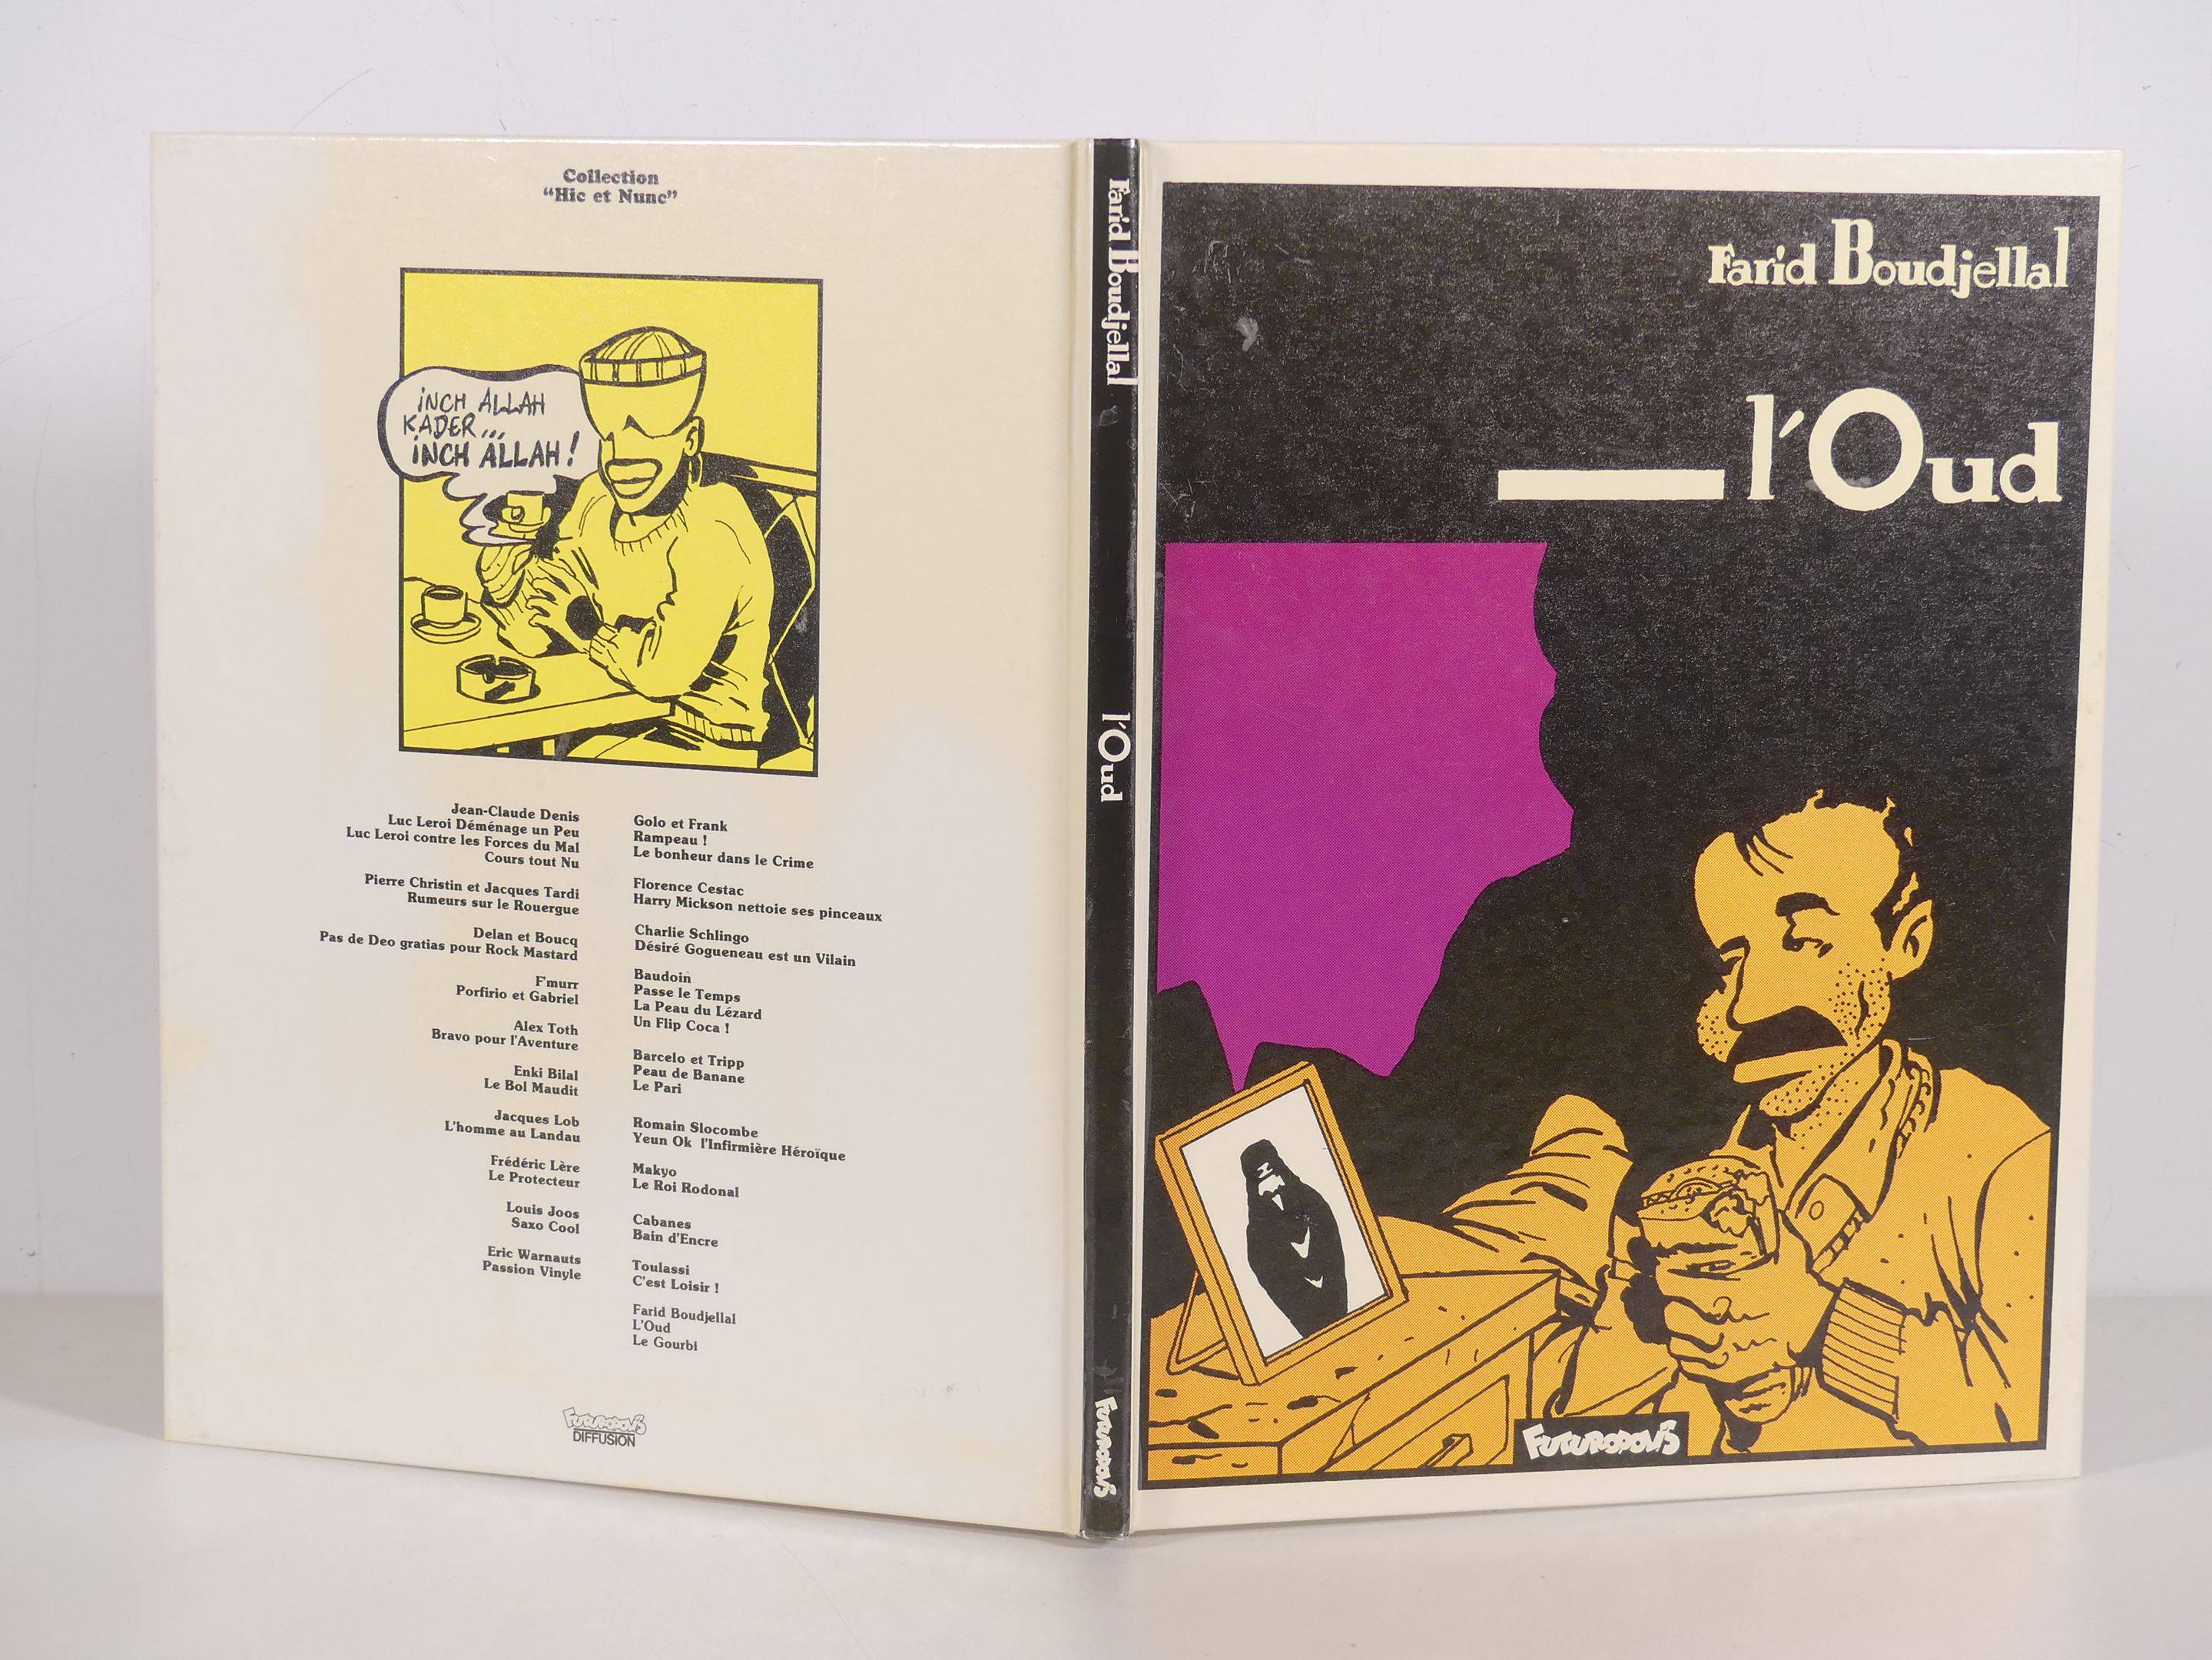 Collection
“Hic et Nunc”
iNCH ALLAH
KADER...
iNCH ALLAH !
Jean-Claude Denis
Luc Leroi Déménage un Peu
Luc Leroi contre les Forces du Mal
Cours tout Nu
Pierre Christin et Jacques Tardi
Rumeurs sur le Rouergue
Delan et Boucq
Pas de Deo gratias pour Rock Mastard
F'murr
Porfirio et Gabriel
Alex Toth
Bravo pour l'Aventure
Enki Bilal
Le Bol Maudit
Jacques Lob
L'homme au Landau
Frédéric Lère
Le Protecteur
Louis Joos
Saxo Cool
Eric Warnauts
Passion Vinyle
Golo et Frank
Rampeau !
Le bonheur dans le Crime
Florence Cestac
Harry Mickson nettoie ses pinceaux
Charlie Schlingo
Désiré Gogueneau est un Vilain
Baudoin
Passe le Temps
La Peau du Lézard
Un Flip Coca !
Barcelo et Tripp
Peau de Banane
Le Pari
Romain Slocombe
Yeun Ok l'Infirmière Héroïque
Makyo
Le Roi Rodonal
Cabanes
Bain d'Encre
Toulassi
C'est Loisir !
Farid Boudjellal
L'Oud
Le Gourbi
FUTUROPOLIS
DIFFUSION
Farid Boudjellal
l'Oud
FUTUROPOLIS
Farid Boudjellal
l'Oud
FUTUROPOLIS